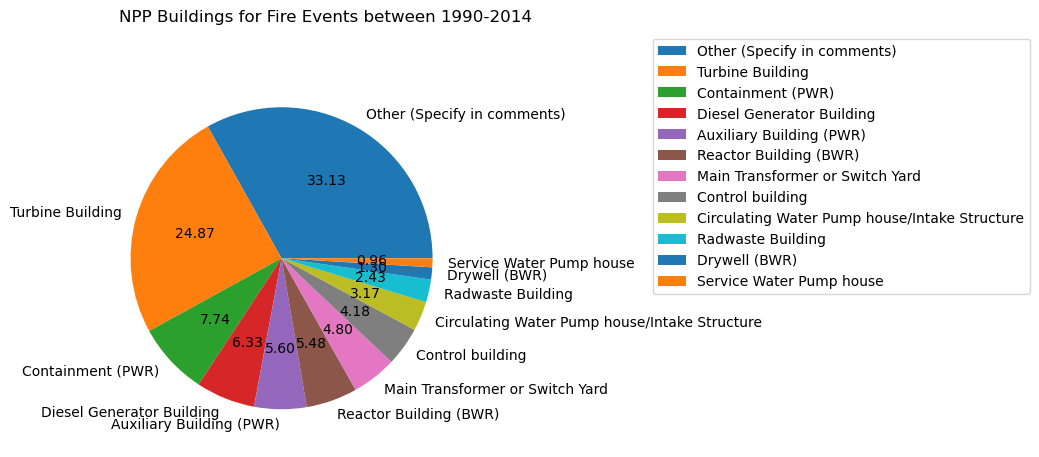 NPP Buildings for Fire Events between 1990-2014
Other (Specify in comments)
33.13
Turbine Building
24.87
Containment (PWR)
7.74
Diesel Generator Building
6.33
Auxiliary Building (PWR)
5.60
Reactor Building (BWR)
5.48
Main Transformer or Switch Yard
4.80
Control building
4.18
Circulating Water Pump house/Intake Structure
3.17
Radwaste Building
2.43
Drywell (BWR)
1.30
Service Water Pump house
0.96
Other (Specify in comments)
Turbine Building
Containment (PWR)
Diesel Generator Building
Auxiliary Building (PWR)
Reactor Building (BWR)
Main Transformer or Switch Yard
Control building
Circulating Water Pump house/Intake Structure
Radwaste Building
Drywell (BWR)
Service Water Pump house